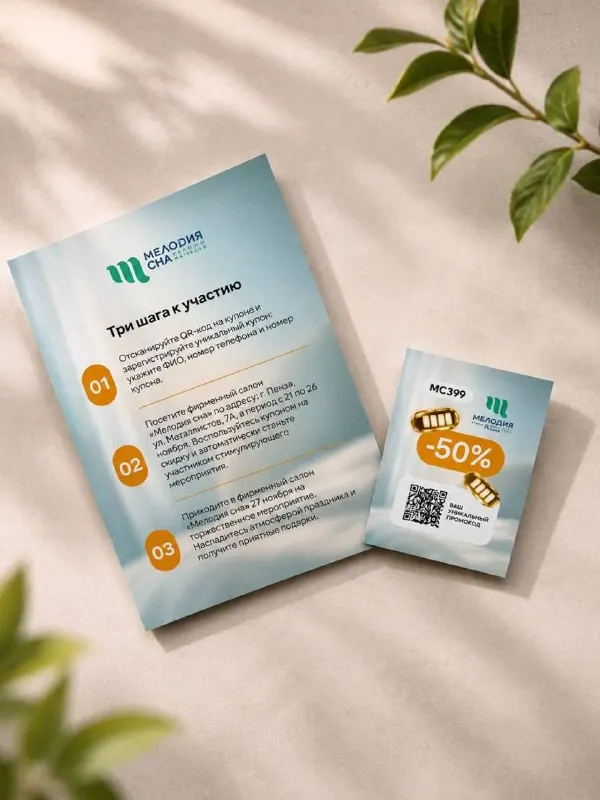 МЕЛОДИЯ
СНА САЛОНЫ
МАТРАСОВ
Три шага к участию
01
Отсканируйте QR-код на купоне и
зарегистрируйте уникальный купон:
укажите ФИО, номер телефона и номер
купона.
02
Посетите фирменный салон
«Мелодия сна» по адресу: г. Пенза,
ул. Металлистов, 7А, в период с 21 по 26
ноября. Воспользуйтесь купоном на
скидку и автоматически станьте
участником стимулирующего
мероприятия.
03
Приходите в фирменный салон
«Мелодия сна» 27 ноября на
торжественное мероприятие.
Насладитесь атмосферой праздника и
получите приятные подарки.
МС399
МЕЛОДИЯ
-50%
ВАШ
УНИКАЛЬНЫЙ
ПРОМОКОД